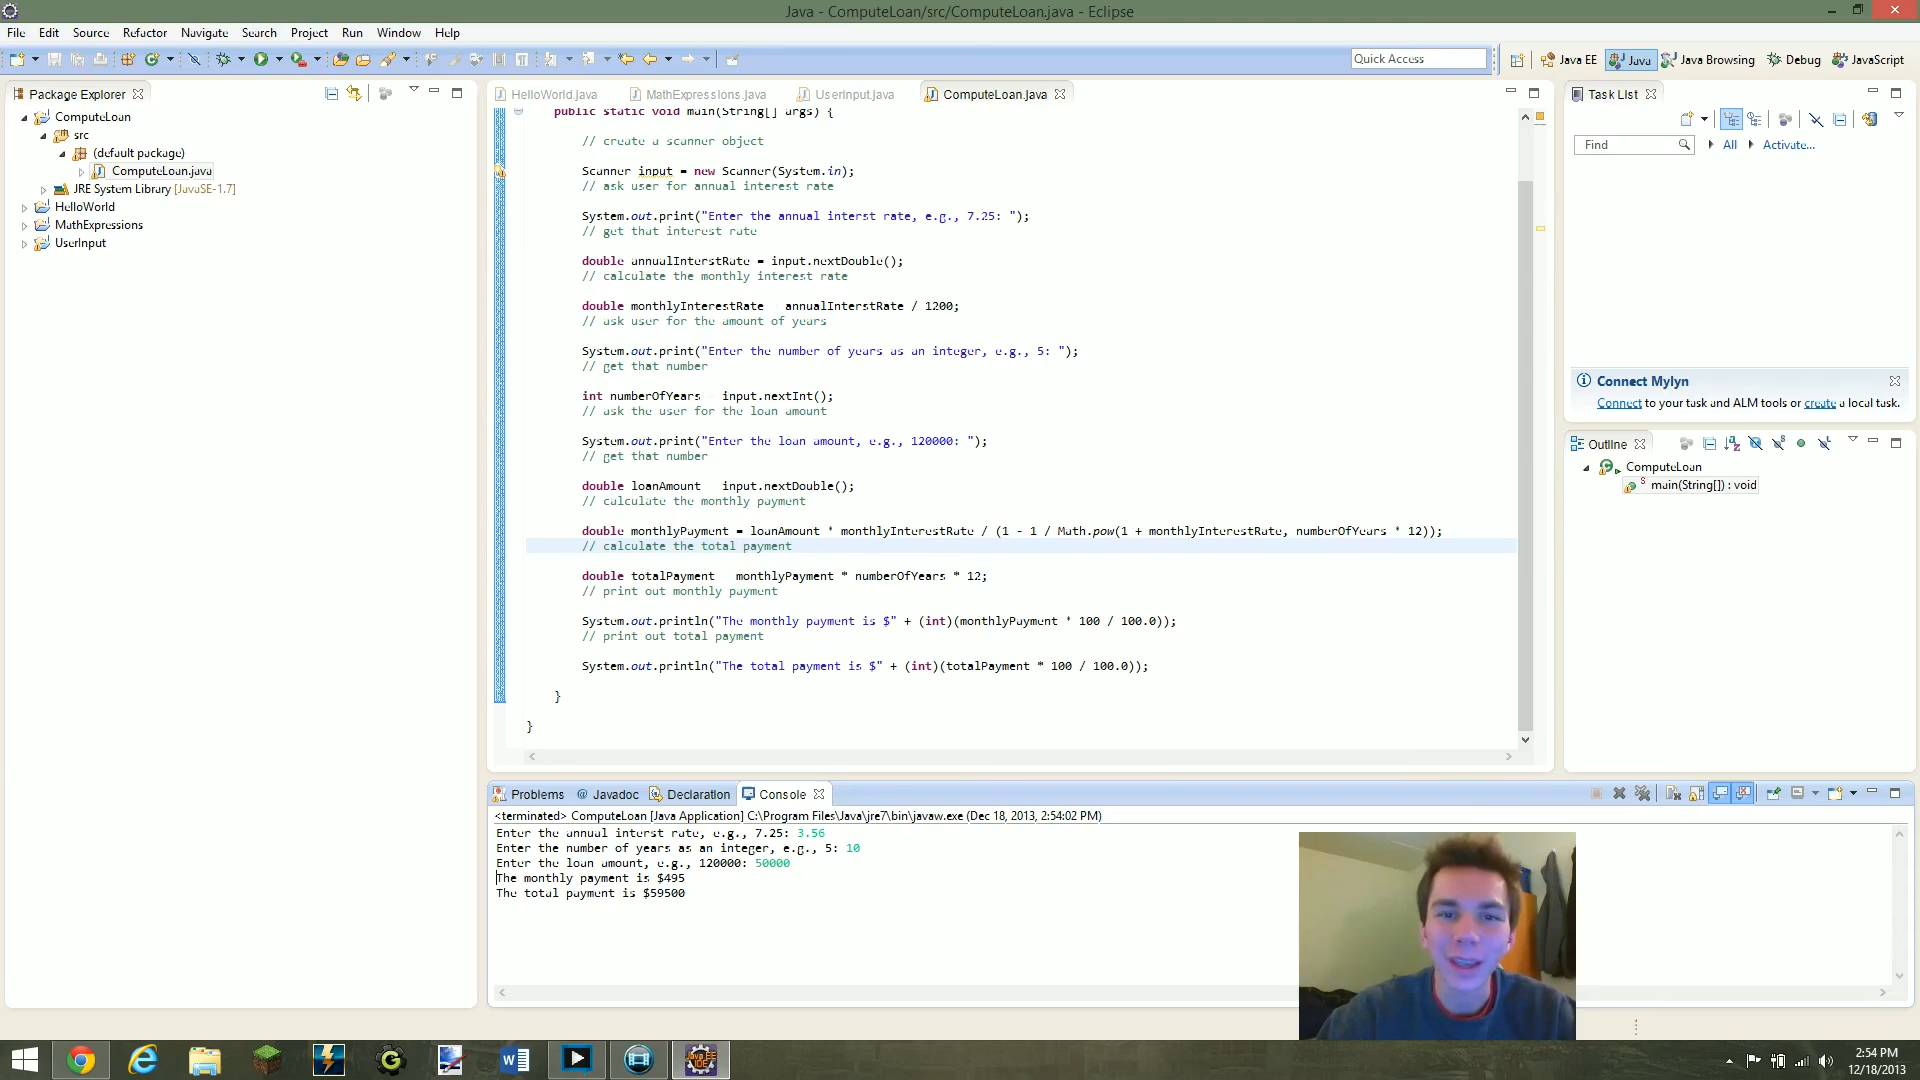 Java - ComputeLoan/src/ComputeLoan.java - Eclipse
File Edit Source Refactor Navigate Search Project Run Window Help
Quick Access
Java EE
Java
Java Browsing
Debug
JavaScript
Package Explorer
ComputeLoan
src
(default package)
ComputeLoan.java
JRE System Library [JavaSE-1.7]
HelloWorld
MathExpressions
UserInput
HelloWorld.java
MathExpressions.java
UserInput.java
ComputeLoan.java
public static void main(String[] args) {
// create a scanner object
Scanner input = new Scanner(System.in);
// ask user for annual interest rate
System.out.print("Enter the annual interst rate, e.g., 7.25: ");
// get that interest rate
double annualInterstRate = input.nextDouble();
// calculate the monthly interest rate
double monthlyInterestRate annualInterstRate / 1200;
// ask user for the amount of years
System.out.print("Enter the number of years as an integer, e.g., 5: ");
// get that number
int numberOfYears input.nextInt();
// ask the user for the loan amount
System.out.print("Enter the loan amount, e.g., 120000: ");
// get that number
double loanAmount input.nextDouble();
// calculate the monthly payment
double monthlyPayment = loanAmount * monthlyInterestRate / (1 - 1 / Math.pow(1 + monthlyInterestRate, numberOfYears * 12));
// calculate the total payment
double totalPayment monthlyPayment * numberOfYears * 12;
// print out monthly payment
System.out.println("The monthly payment is $" + (int)(monthlyPayment * 100 / 100.0));
// print out total payment
System.out.println("The total payment is $" + (int)(totalPayment * 100 / 100.0));
}
}
Task List
Find
All
Activate...
Connect Mylyn
Connect to your task and ALM tools or create a local task.
Outline
ComputeLoan
main(String[]) : void
Problems
@ Javadoc
Declaration
Console
<terminated> ComputeLoan [Java Application] C:\Program Files\Java\jre7\bin\javaw.exe (Dec 18, 2013, 2:54:02 PM)
Enter the annual interst rate, e.g., 7.25: 3.56
Enter the number of years as an integer, e.g., 5: 10
Enter the loan amount, e.g., 120000: 50000
The monthly payment is $495
The total payment is $59500
Java EE
IDE
2:54 PM
12/18/2013